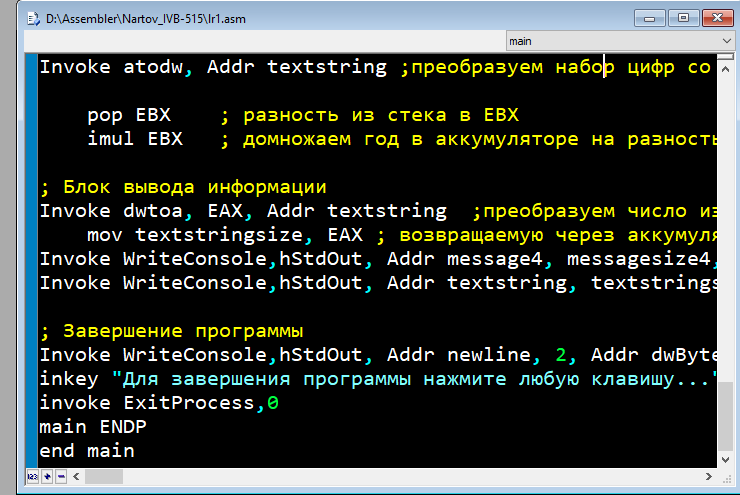 D:\Assembler\Nartov_IVB-515\lr1.asm
main
Invoke atodw, Addr textstring ;преобразуем набор цифр со
pop EBX ; разность из стека в EBX
imul EBX ; домножаем год в аккумуляторе на разность
; Блок вывода информации
Invoke dwtoa, EAX, Addr textstring ;преобразуем число из
mov textstringsize, EAX ; возвращаемую через аккумуля
Invoke WriteConsole,hStdOut, Addr message4, messagesize4,
Invoke WriteConsole,hStdOut, Addr textstring, textstrings
; Завершение программы
Invoke WriteConsole,hStdOut, Addr newline, 2, Addr dwByte
inkey "Для завершения программы нажмите любую клавишу..."
invoke ExitProcess,0
main ENDP
end main